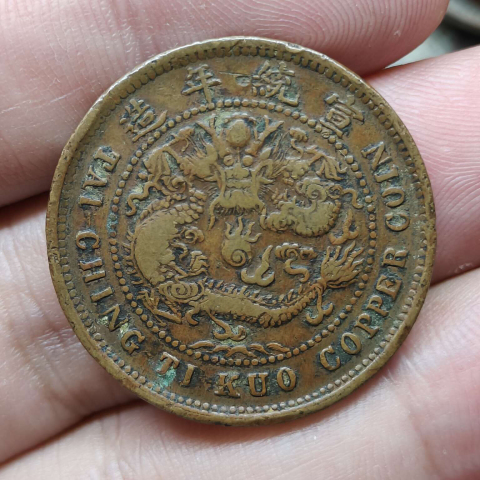 宣統年造
TAI-CHING-TI-KUO COPPER COIN